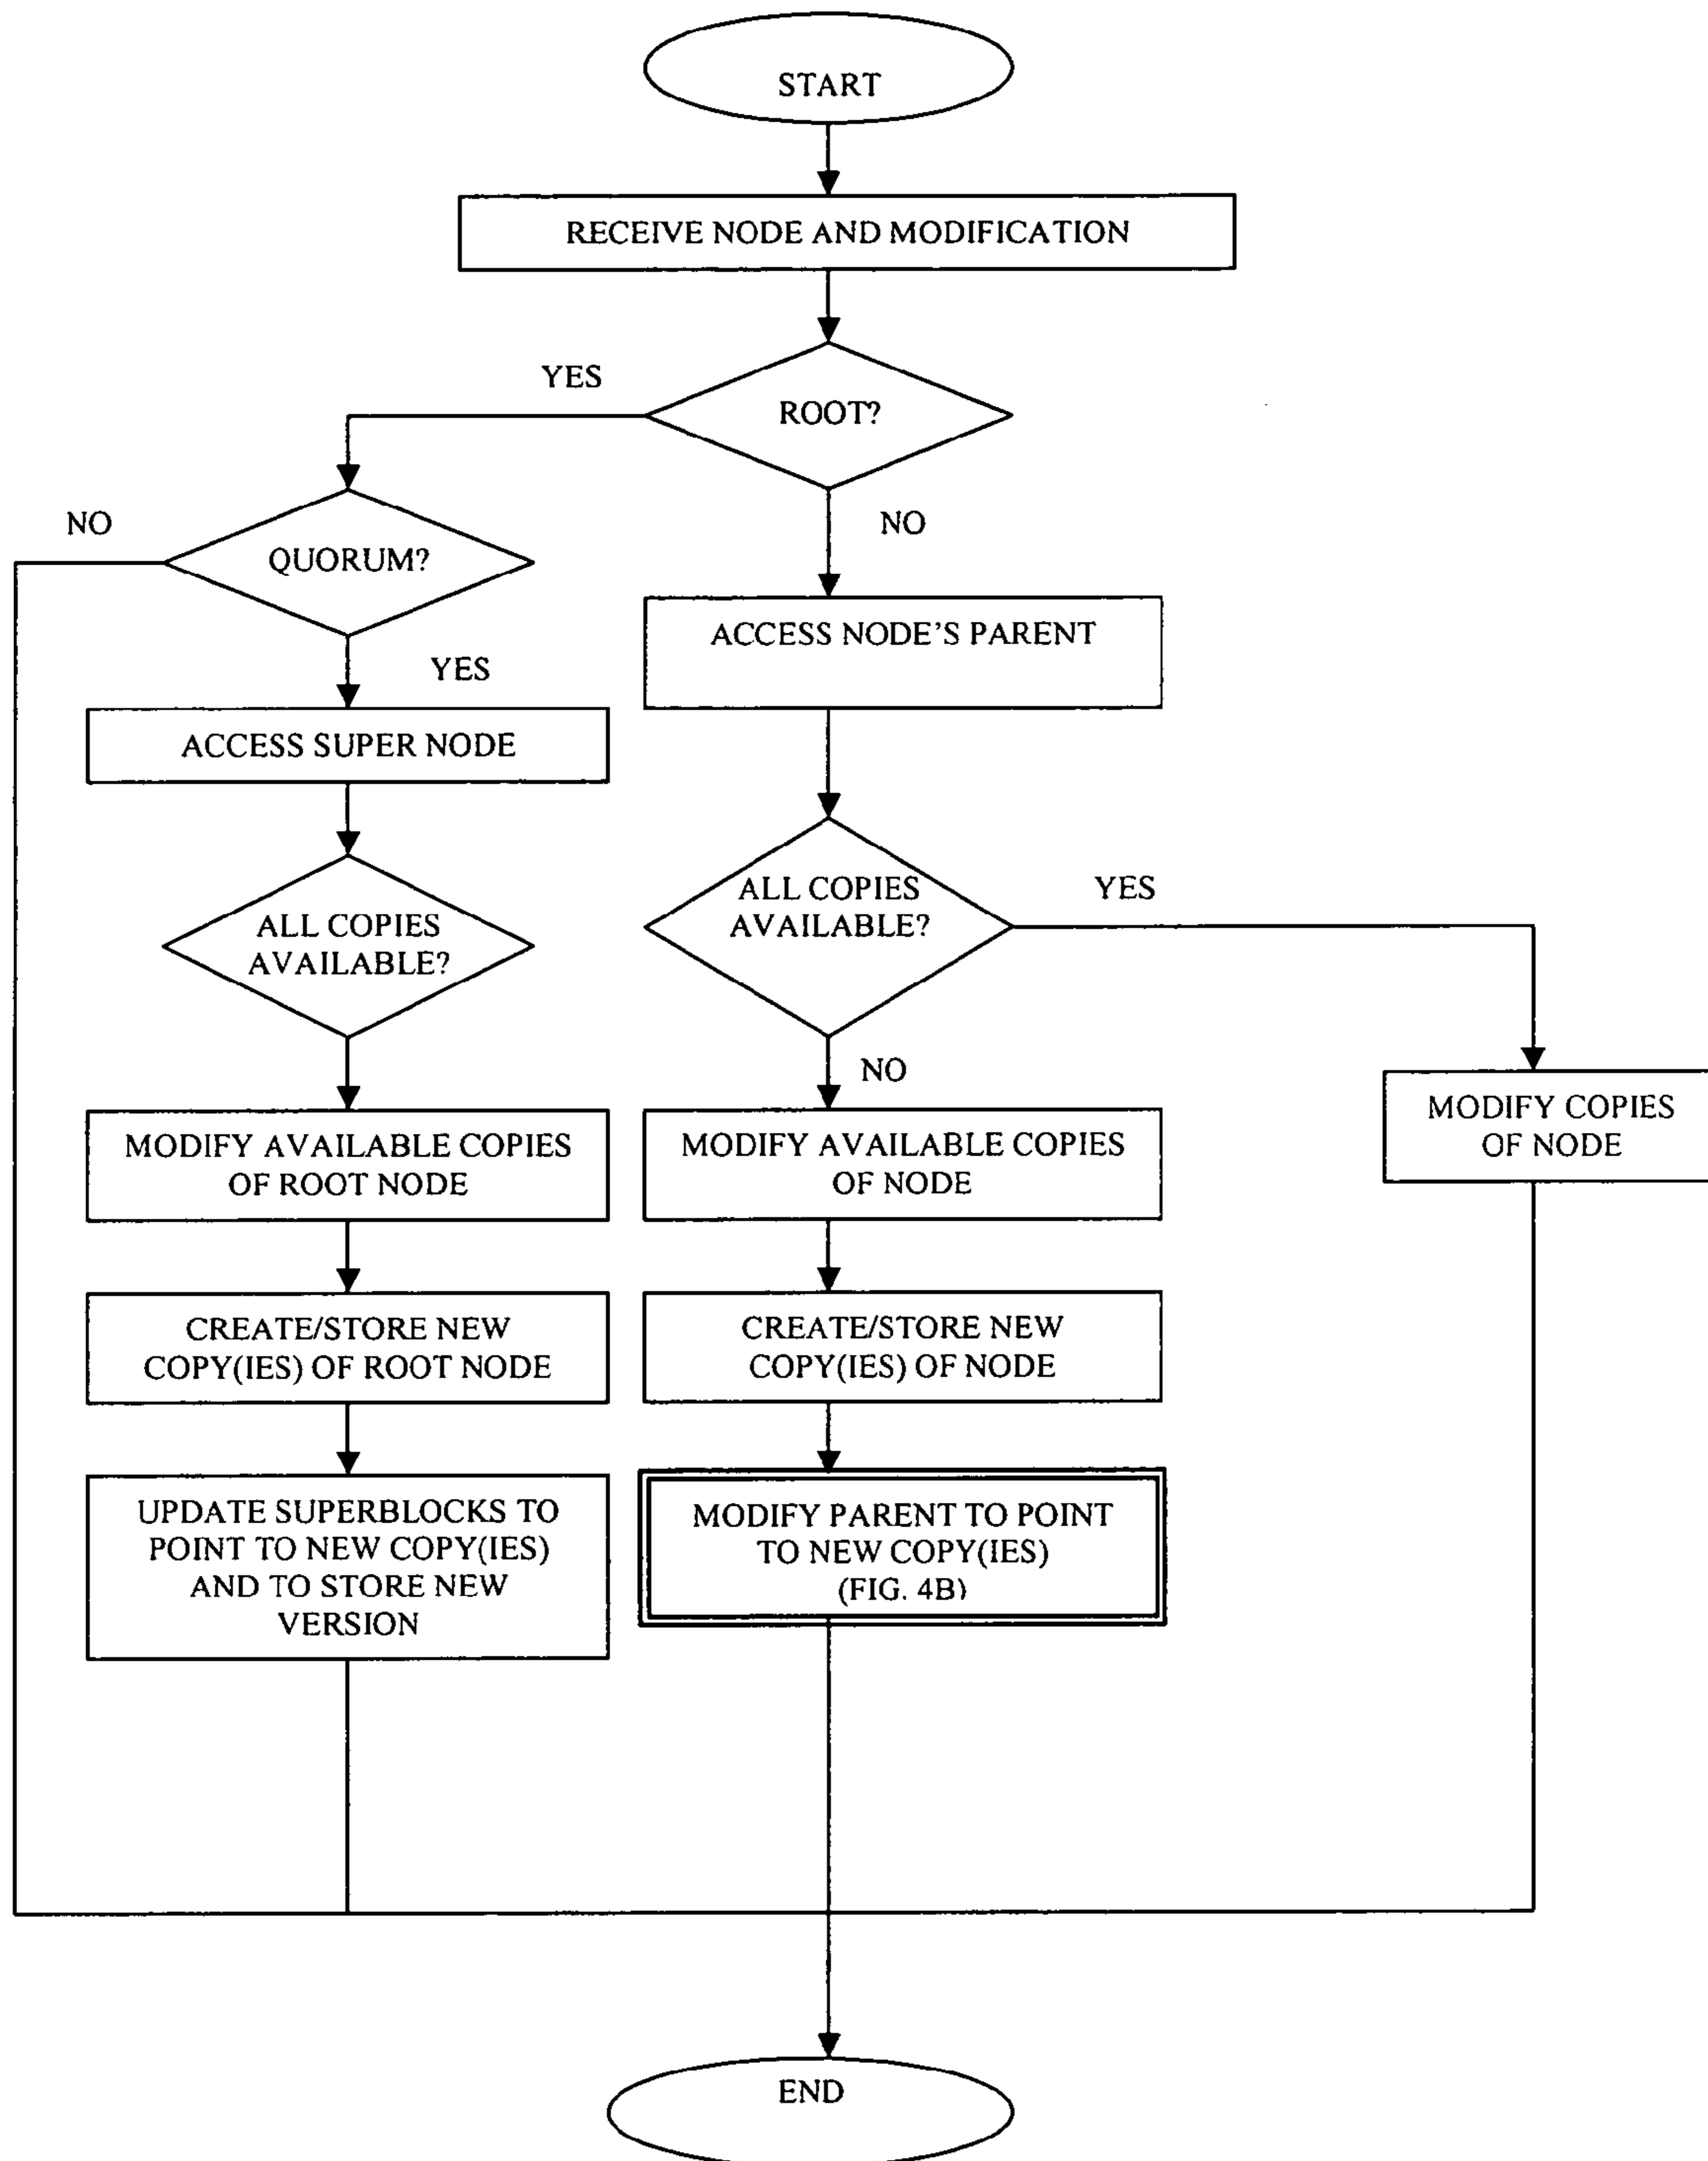 START
RECEIVE NODE AND MODIFICATION
YES
ROOT?
NO
NO
QUORUM?
YES
ACCESS NODE'S PARENT
ACCESS SUPER NODE
ALL COPIES
AVAILABLE?
ALL COPIES
AVAILABLE?
YES
NO
MODIFY COPIES
OF NODE
MODIFY AVAILABLE COPIES
OF ROOT NODE
MODIFY AVAILABLE COPIES
OF NODE
CREATE/STORE NEW
COPY(IES) OF ROOT NODE
CREATE/STORE NEW
COPY(IES) OF NODE
UPDATE SUPERBLOCKS TO
POINT TO NEW COPY(IES)
AND TO STORE NEW
VERSION
MODIFY PARENT TO POINT
TO NEW COPY(IES)
(FIG. 4B)
END